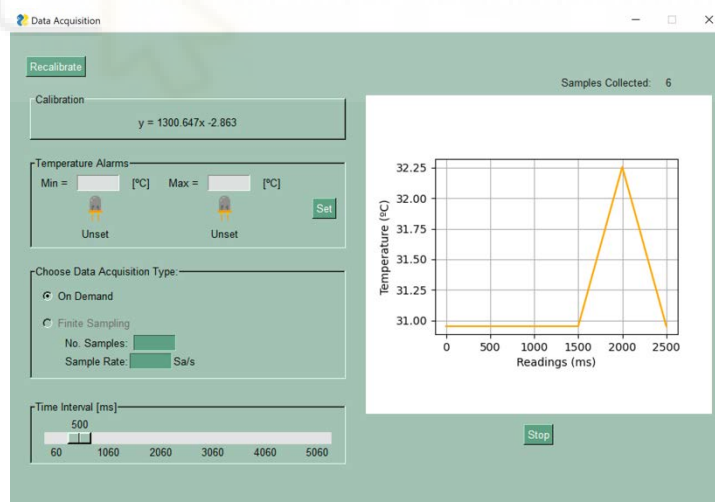 Data Acquisition
Recalibrate
Samples Collected: 6
Calibration
y = 1300.647x -2.863
Temperature Alarms
Min = [ºC] Max = [ºC]
Set
Unset Unset
Choose Data Acquisition Type:
On Demand
Finite Sampling
No. Samples:
Sample Rate: Sa/s
Time Interval [ms]
500
60 1060 2060 3060 4060 5060
Temperature (ºC)
32.25
32.00
31.75
31.50
31.25
31.00
0 500 1000 1500 2000 2500
Readings (ms)
Stop